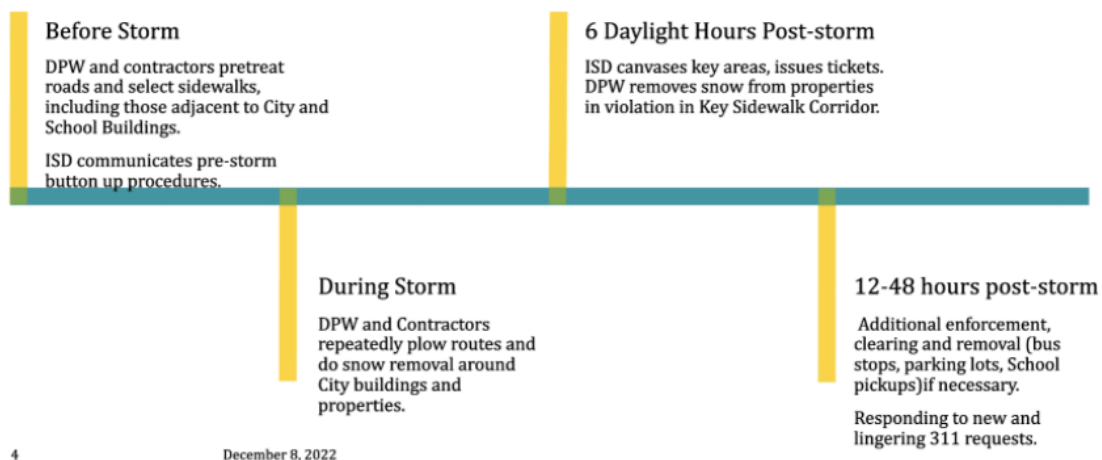 Before Storm
DPW and contractors pretreat
roads and select sidewalks,
including those adjacent to City and
School Buildings.
ISD communicates pre-storm
button up procedures.
During Storm
DPW and Contractors
repeatedly plow routes and
do snow removal around
City buildings and
properties.
6 Daylight Hours Post-storm
ISD canvases key areas, issues tickets.
DPW removes snow from properties
in violation in Key Sidewalk Corridor.
12-48 hours post-storm
Additional enforcement,
clearing and removal (bus
stops, parking lots, School
pickups)if necessary.
Responding to new and
lingering 311 requests.
4
December 8, 2022